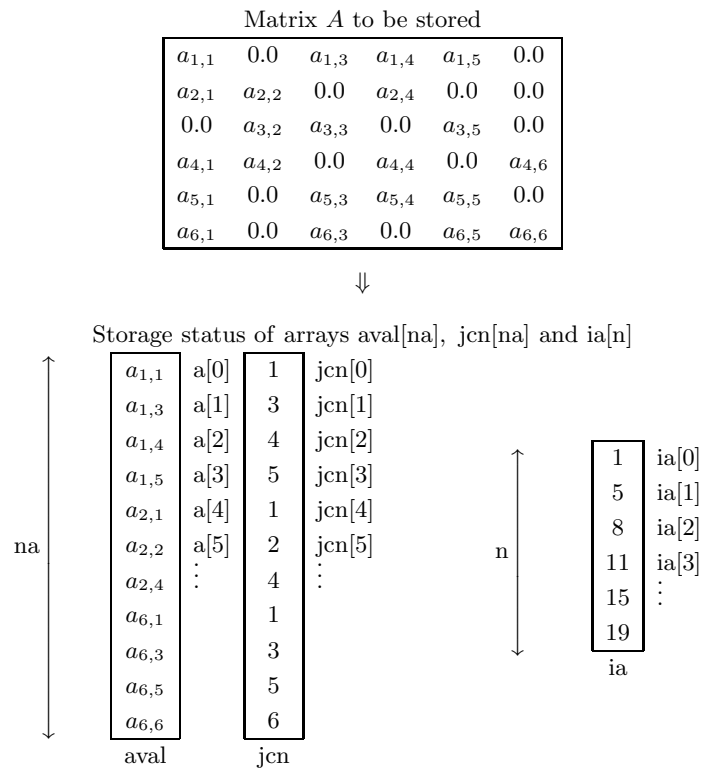 Matrix A to be stored
a1,1 0.0 a1,3 a1,4 a1,5 0.0
a2,1 a2,2 0.0 a2,4 0.0 0.0
0.0 a3,2 a3,3 0.0 a3,5 0.0
a4,1 a4,2 0.0 a4,4 0.0 a4,6
a5,1 0.0 a5,3 a5,4 a5,5 0.0
a6,1 0.0 a6,3 0.0 a6,5 a6,6
⇓
Storage status of arrays aval[na], jcn[na] and ia[n]
a1,1 a[0] 1 jcn[0]
a1,3 a[1] 3 jcn[1]
a1,4 a[2] 4 jcn[2]
a1,5 a[3] 5 jcn[3]
a2,1 a[4] 1 jcn[4]
na a2,2 a[5] 2 jcn[5]
a2,4 ⋮ 4 ⋮
a6,1 1
a6,3 3
a6,5 5
a6,6 6
aval jcn
1 ia[0]
5 ia[1]
8 ia[2]
n 11 ia[3]
15 ⋮
19
ia